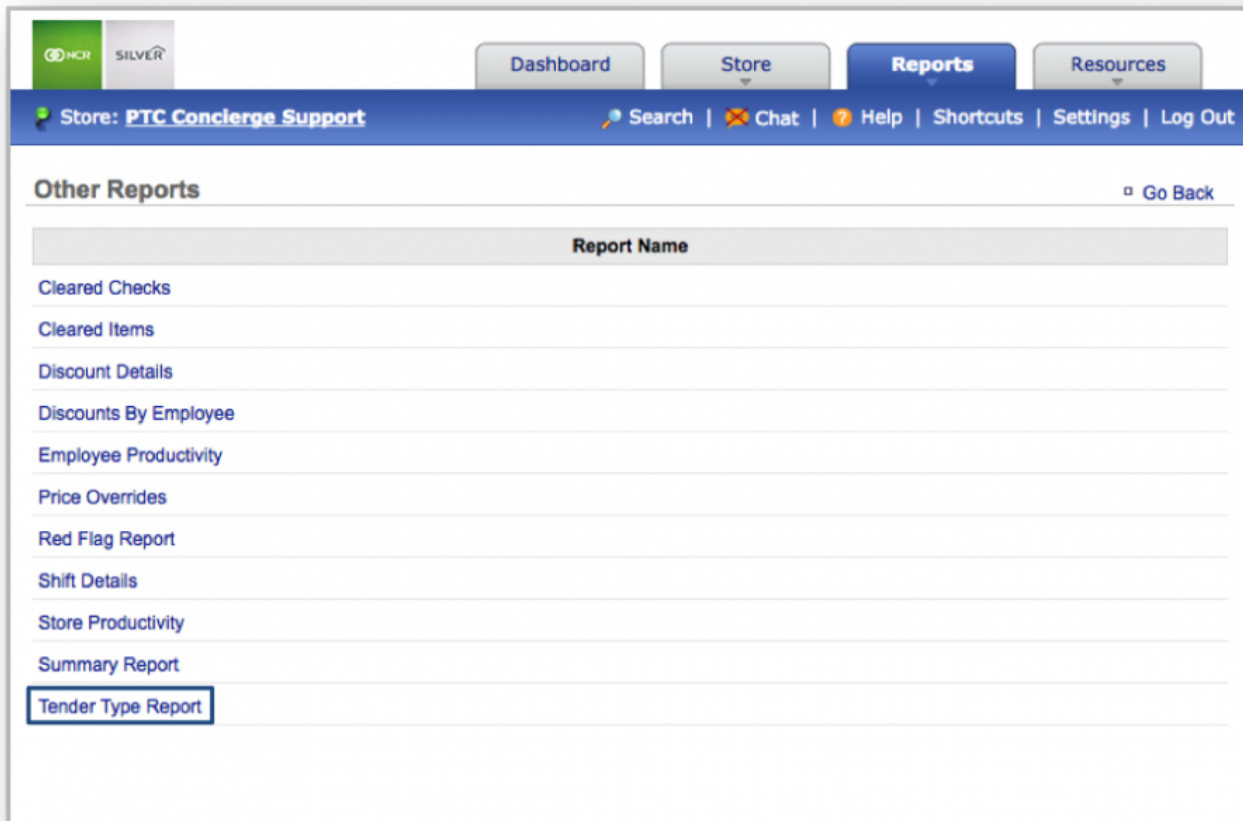 NCR SILVER
Dashboard Store Reports Resources
Store: PTC Concierge Support Search | Chat | Help | Shortcuts | Settings | Log Out
Other Reports Go Back
Report Name
Cleared Checks
Cleared Items
Discount Details
Discounts By Employee
Employee Productivity
Price Overrides
Red Flag Report
Shift Details
Store Productivity
Summary Report
Tender Type Report